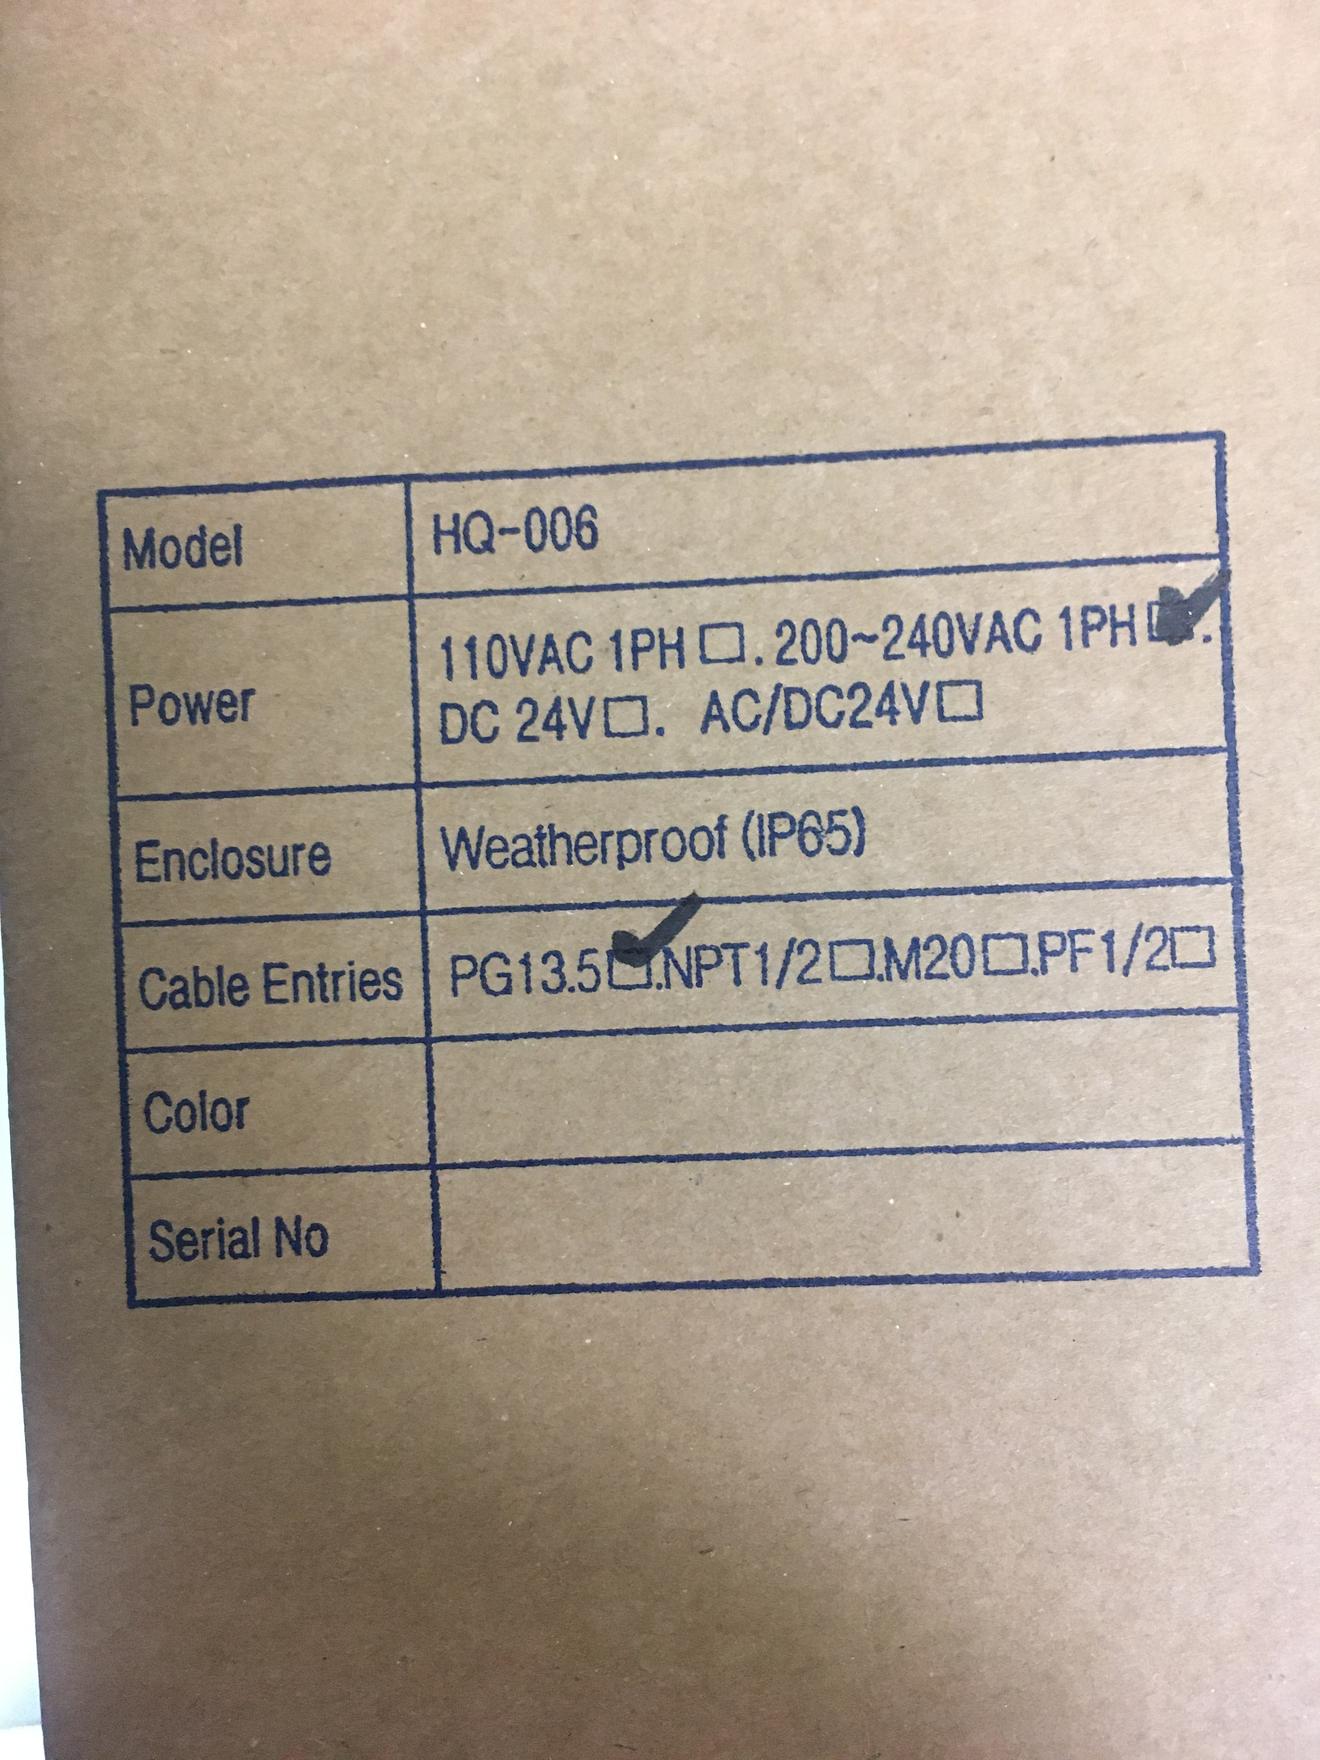 Model HQ-006
Power 110VAC 1PH □. 200~240VAC 1PH ☑.
DC 24V □. AC/DC24V □
Enclosure Weatherproof (IP65)
Cable Entries PG13.5 ☑.NPT1/2 □.M20 □.PF1/2 □
Color
Serial No